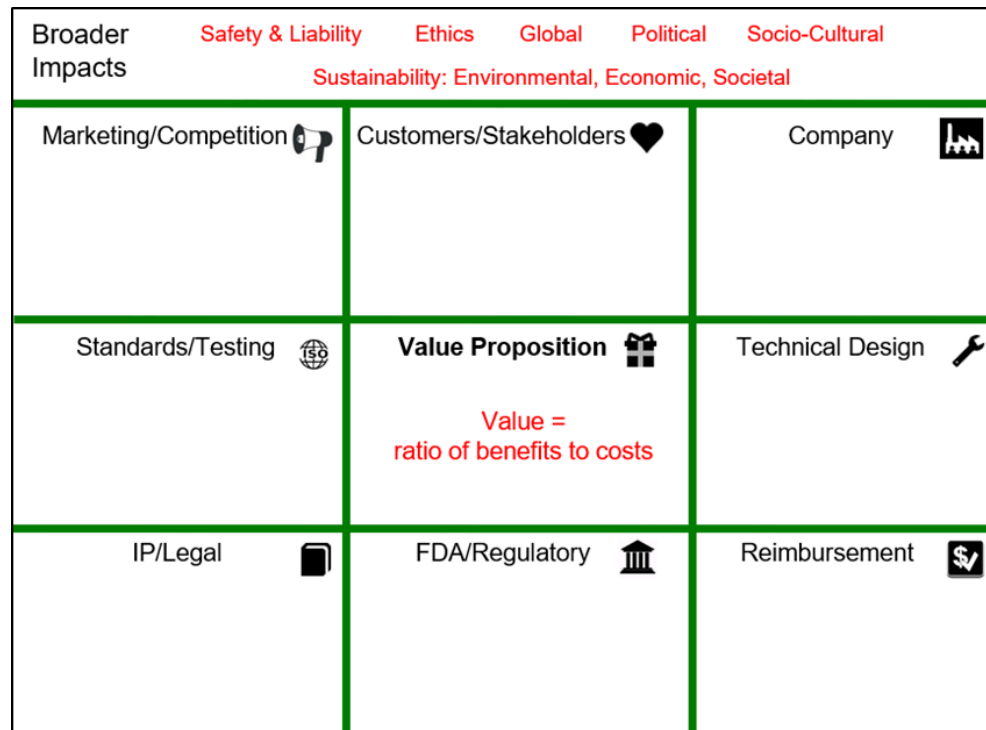 Broader Impacts
Safety & Liability Ethics Global Political Socio-Cultural
Sustainability: Environmental, Economic, Societal
Marketing/Competition
Customers/Stakeholders
Company
Standards/Testing
ISO
Value Proposition
Value =
ratio of benefits to costs
Technical Design
IP/Legal
FDA/Regulatory
Reimbursement
$